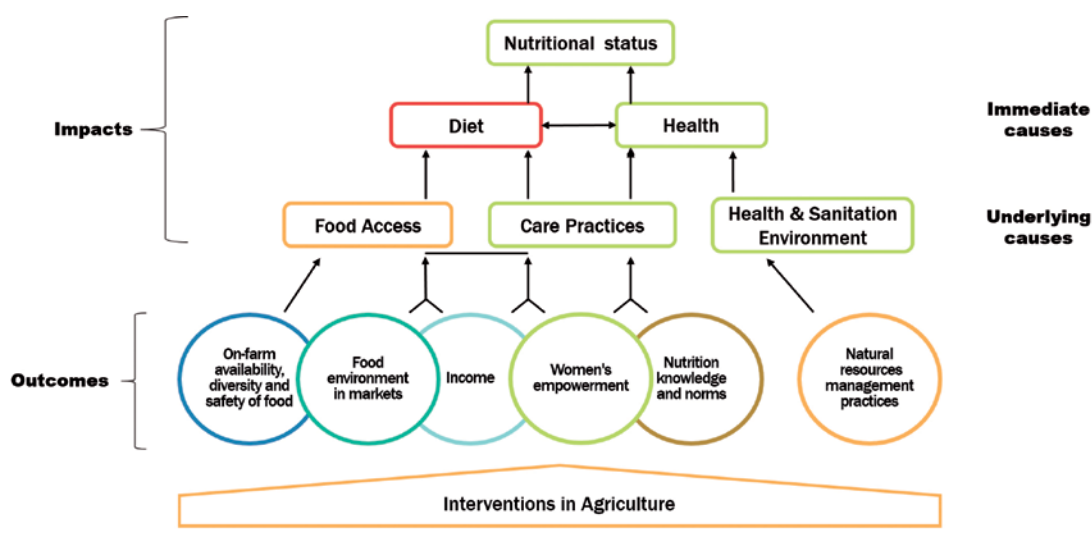 Nutritional status
Impacts
Diet
Health
Immediate
causes
Food Access
Care Practices
Health & Sanitation
Environment
Underlying
causes
Outcomes
On-farm
availability,
diversity and
safety of food
Food
environment
in markets
Income
Women's
empowerment
Nutrition
knowledge
and norms
Natural
resources
management
practices
Interventions in Agriculture